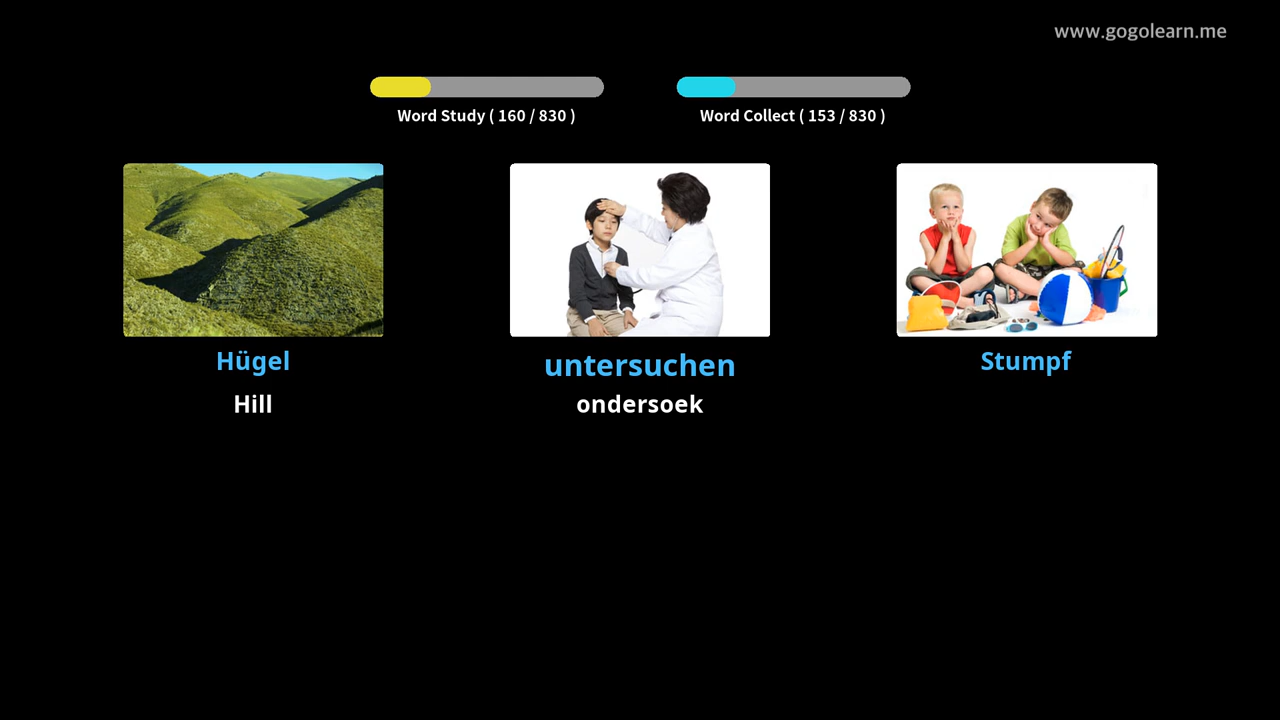 www.gogolearn.me
Word Study ( 160 / 830 )
Word Collect ( 153 / 830 )
Hügel
untersuchen
Stumpf
Hill
ondersoek